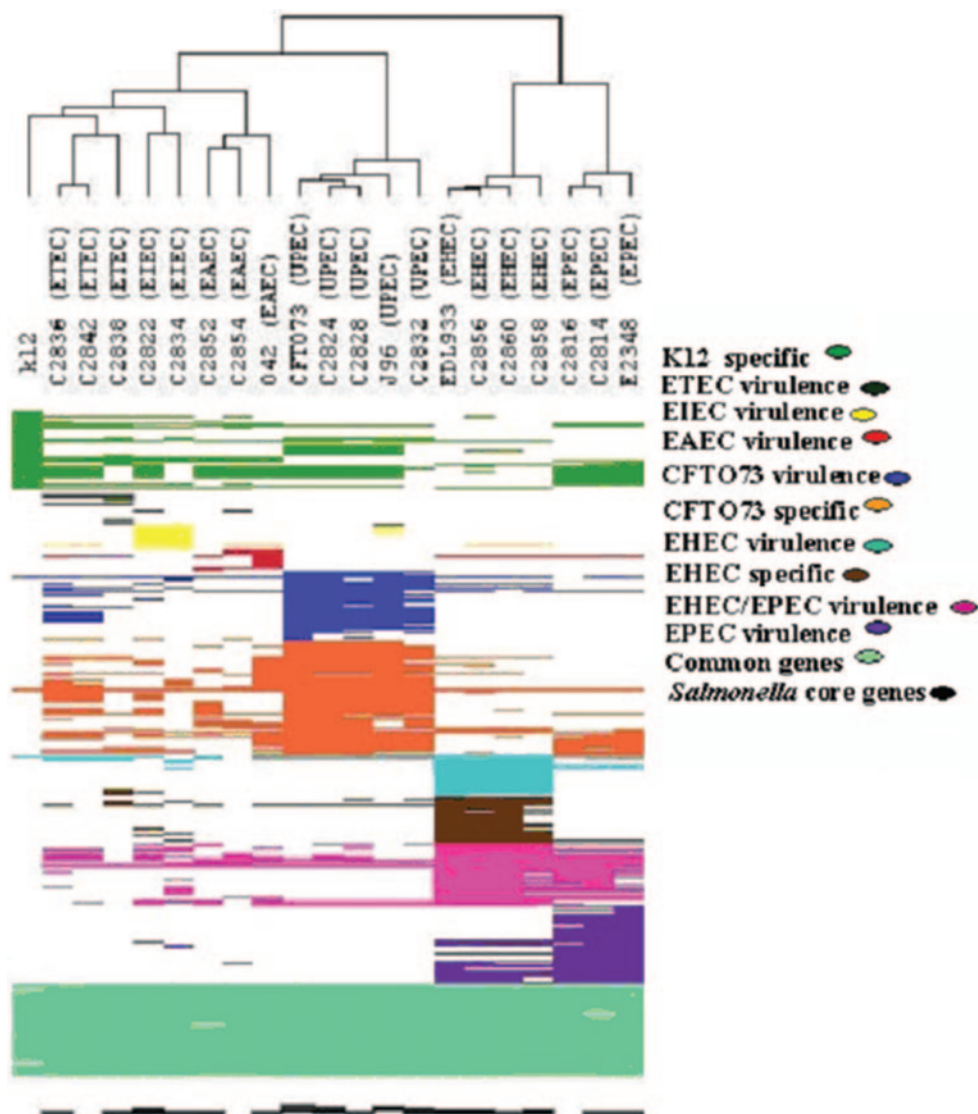 k12
C2836 (ETEC)
C2842 (ETEC)
C2838 (ETEC)
C2822 (EIEC)
C2834 (EIEC)
C2852 (EAEC)
C2854 (EAEC)
042 (EAEC)
CFT073 (UPEC)
C2824 (UPEC)
C2828 (UPEC)
J96 (UPEC)
C2832 (UPEC)
EDL933 (EHEC)
C2856 (EHEC)
C2860 (EHEC)
C2858 (EHEC)
C2816 (EPEC)
C2814 (EPEC)
E2348 (EPEC)
K12 specific
ETEC virulence
EIEC virulence
EAEC virulence
CFTO73 virulence
CFTO73 specific
EHEC virulence
EHEC specific
EHEC/EPEC virulence
EPEC virulence
Common genes
Salmonella core genes